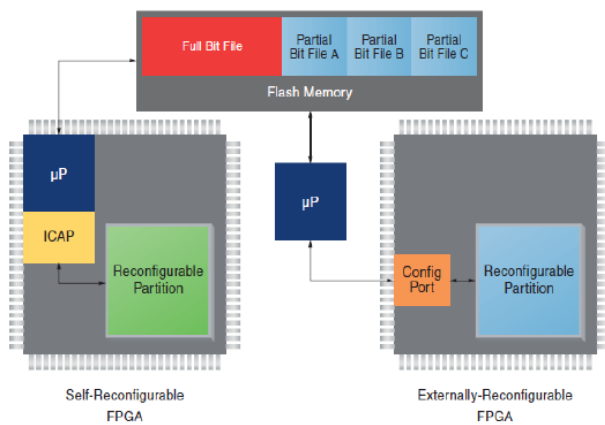 Full Bit File
Partial
Bit File A
Partial
Bit File B
Partial
Bit File C
Flash Memory
µP
ICAP
Reconfigurable
Partition
µP
Config
Port
Reconfigurable
Partition
Self-Reconfigurable
FPGA
Externally-Reconfigurable
FPGA